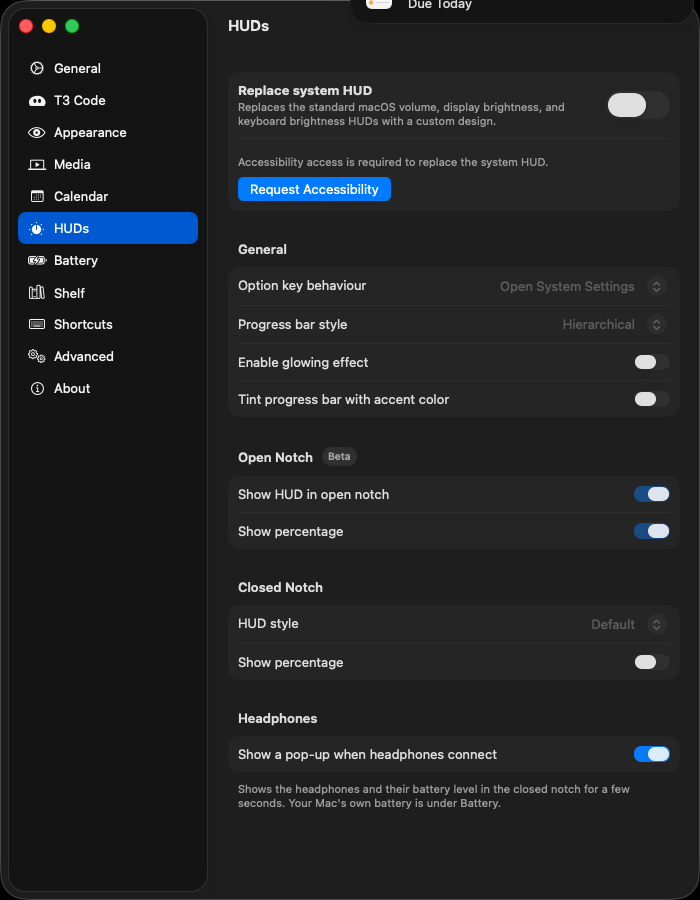 Due Today
HUDs
General
T3 Code
Appearance
Media
Calendar
HUDs
Battery
Shelf
Shortcuts
Advanced
About
Replace system HUD
Replaces the standard macOS volume, display brightness, and
keyboard brightness HUDs with a custom design.
Accessibility access is required to replace the system HUD.
Request Accessibility
General
Option key behaviour Open System Settings
Progress bar style Hierarchical
Enable glowing effect
Tint progress bar with accent color
Open Notch Beta
Show HUD in open notch
Show percentage
Closed Notch
HUD style Default
Show percentage
Headphones
Show a pop-up when headphones connect
Shows the headphones and their battery level in the closed notch for a few
seconds. Your Mac's own battery is under Battery.